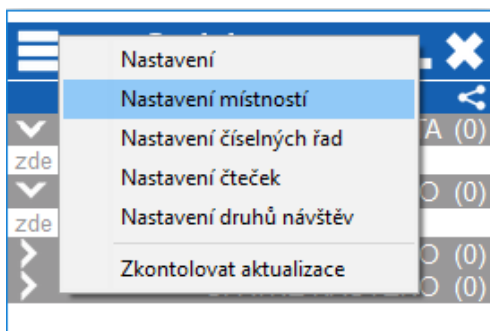 Nastavení
Nastavení místností
TA (0)
Nastavení číselných řad
zde
Nastavení čteček
O (0)
Nastavení druhů návštěv
zde
O (0)
Zkontolovat aktualizace
O (0)